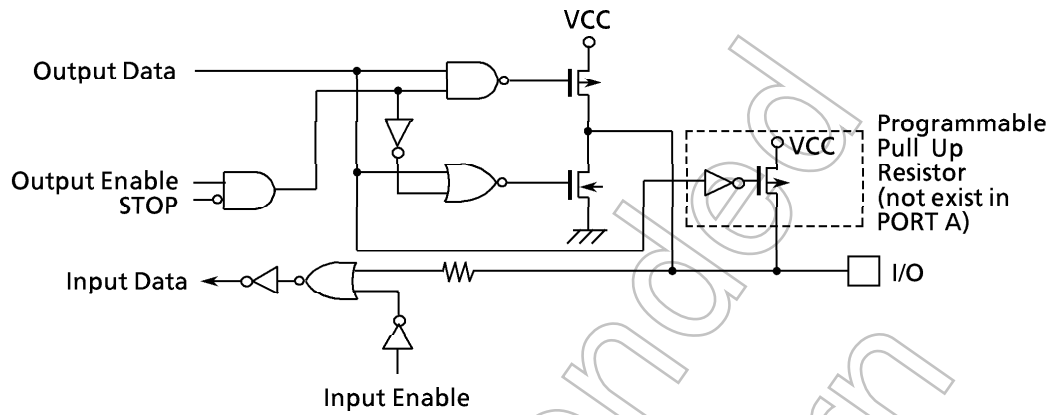 VCC
Output Data
Programmable
Pull Up
Resistor
(not exist in
PORT A)
VCC
Output Enable
STOP
Input Data
I/O
Input Enable